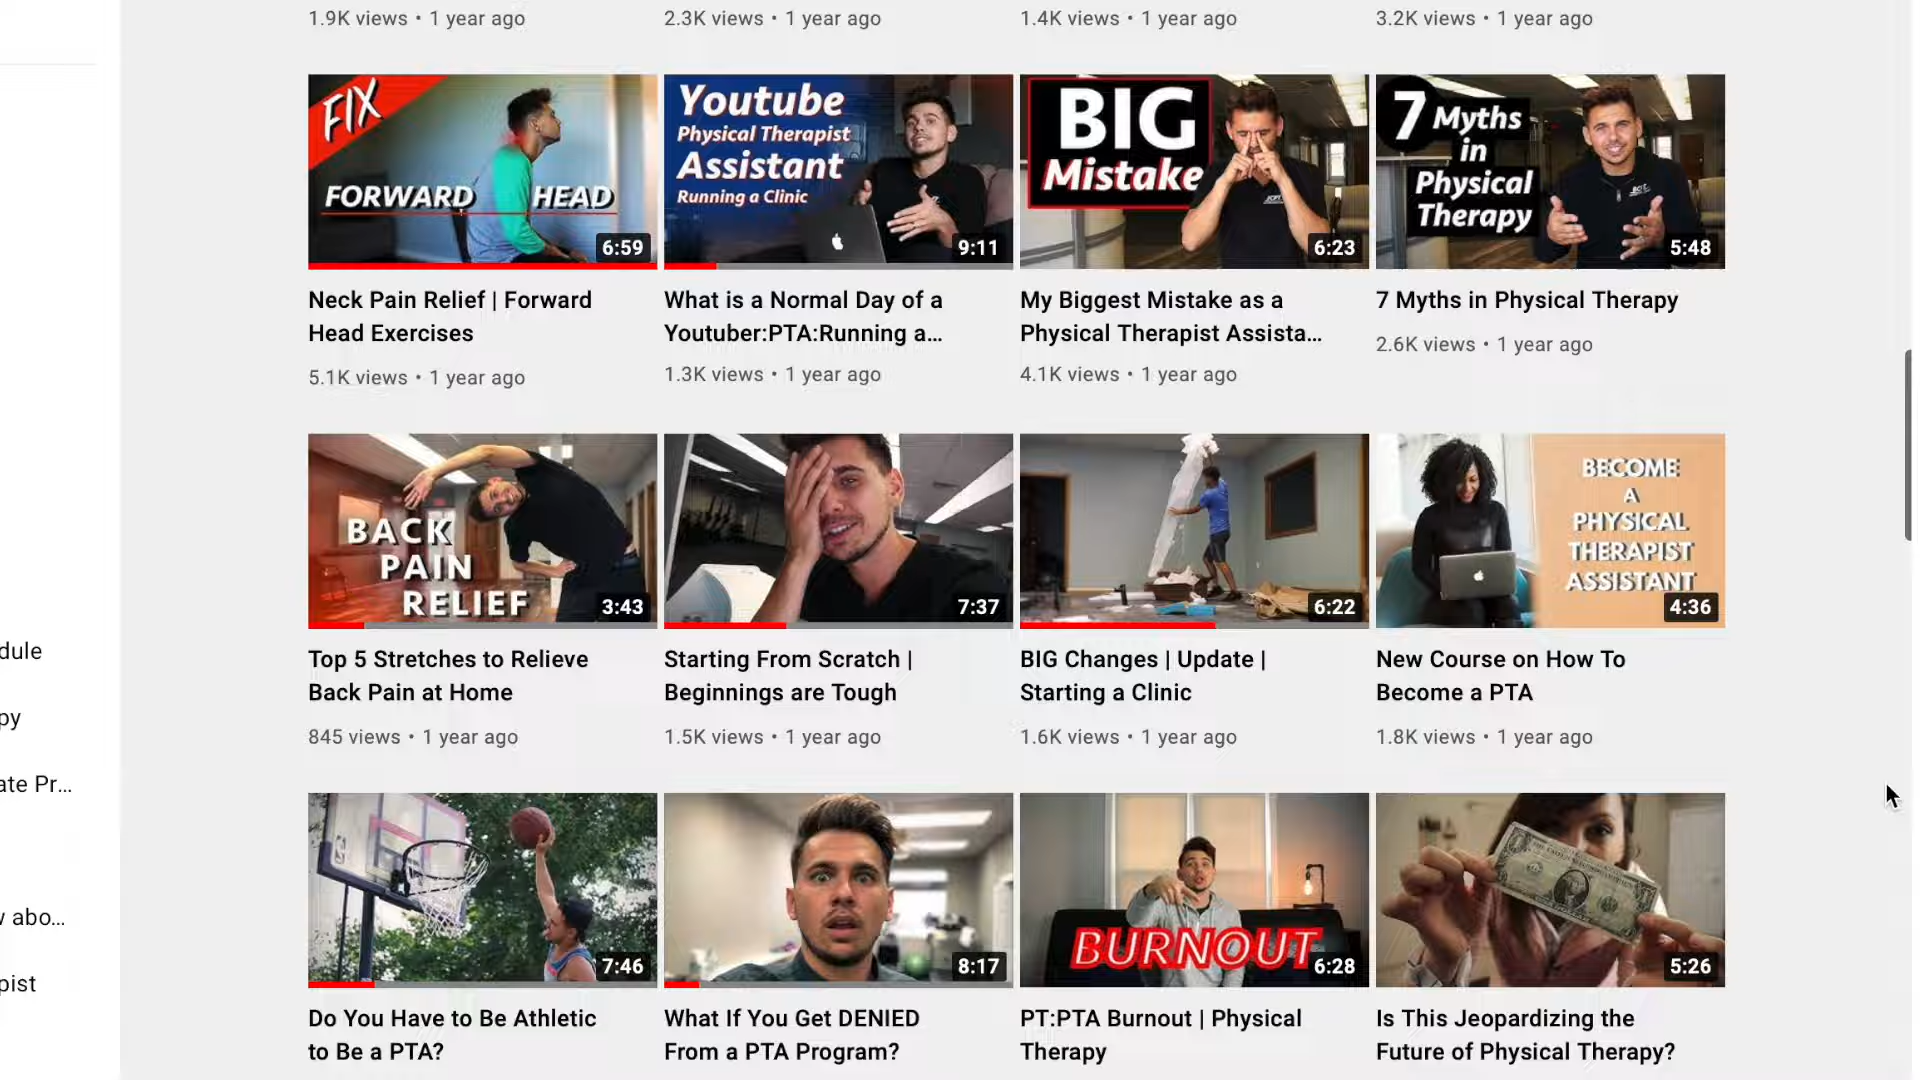 1.9K views • 1 year ago
2.3K views • 1 year ago
1.4K views • 1 year ago
3.2K views • 1 year ago
FIX
FORWARD HEAD
6:59
Youtube
Physical Therapist
Assistant
Running a Clinic
9:11
BIG
Mistake
6:23
7 Myths
in
Physical
Therapy
5:48
Neck Pain Relief | Forward
Head Exercises
5.1K views • 1 year ago
What is a Normal Day of a
Youtuber:PTA:Running a...
1.3K views • 1 year ago
My Biggest Mistake as a
Physical Therapist Assista...
4.1K views • 1 year ago
7 Myths in Physical Therapy
2.6K views • 1 year ago
BACK
PAIN
RELIEF
3:43
7:37
6:22
BECOME
A
PHYSICAL
THERAPIST
ASSISTANT
4:36
Top 5 Stretches to Relieve
Back Pain at Home
845 views • 1 year ago
Starting From Scratch |
Beginnings are Tough
1.5K views • 1 year ago
BIG Changes | Update |
Starting a Clinic
1.6K views • 1 year ago
New Course on How To
Become a PTA
1.8K views • 1 year ago
dule
py
ate Pr...
abo...
pist
7:46
8:17
BURNOUT
6:28
5:26
Do You Have to Be Athletic
to Be a PTA?
What If You Get DENIED
From a PTA Program?
PT:PTA Burnout | Physical
Therapy
Is This Jeopardizing the
Future of Physical Therapy?